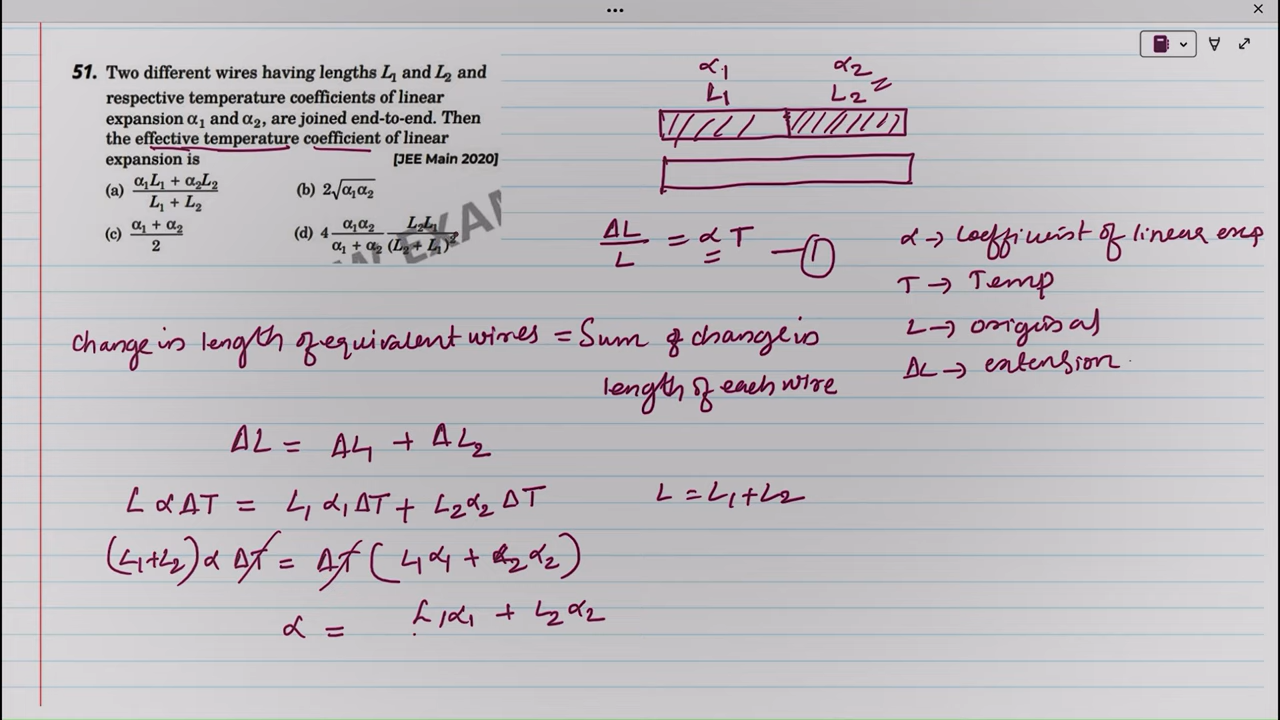 51. Two different wires having lengths L₁ and L₂ and
respective temperature coefficients of linear
expansion α₁ and α₂, are joined end-to-end. Then
the effective temperature coefficient of linear
expansion is [JEE Main 2020]
(a) (α₁L₁ + α₂L₂)/(L₁ + L₂) (b) 2√(α₁α₂)
(c) (α₁ + α₂)/2 (d) 4 (α₁α₂)/(α₁ + α₂) (L₂L₁)/(L₂ + L₁)²
α₁ α₂
L₁ L₂
ΔL/L = α T — ①
α → coefficient of linear exp
T → Temp
L → original
ΔL → extension
change in length of equivalent wires = Sum of change in
length of each wire
ΔL = ΔL₁ + ΔL₂
L α ΔT = L₁ α₁ ΔT + L₂ α₂ ΔT L = L₁ + L₂
(L₁+L₂) α ΔT = ΔT (L₁α₁ + L₂α₂)
α = L₁α₁ + L₂α₂